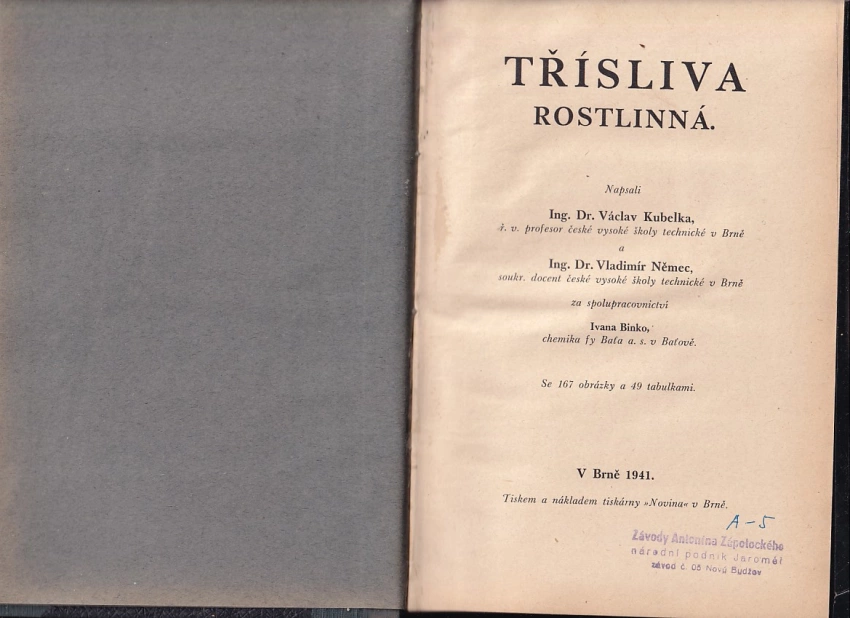 TŘÍSLIVA
ROSTLINNÁ.
Napsali
Ing. Dr. Václav Kubelka,
ř. v. profesor české vysoké školy technické v Brně
a
Ing. Dr. Vladimír Němec,
soukr. docent české vysoké školy technické v Brně
za spolupracovnictví
Ivana Binko,
chemika fy Baťa a. s. v Baťově.
Se 167 obrázky a 49 tabulkami.
V Brně 1941.
Tiskem a nákladem tiskárny »Novina« v Brně.
A-5
Závody Antonína Zápotockého
národní podnik Jaroměř
závod č. 05 Nový Bydžov